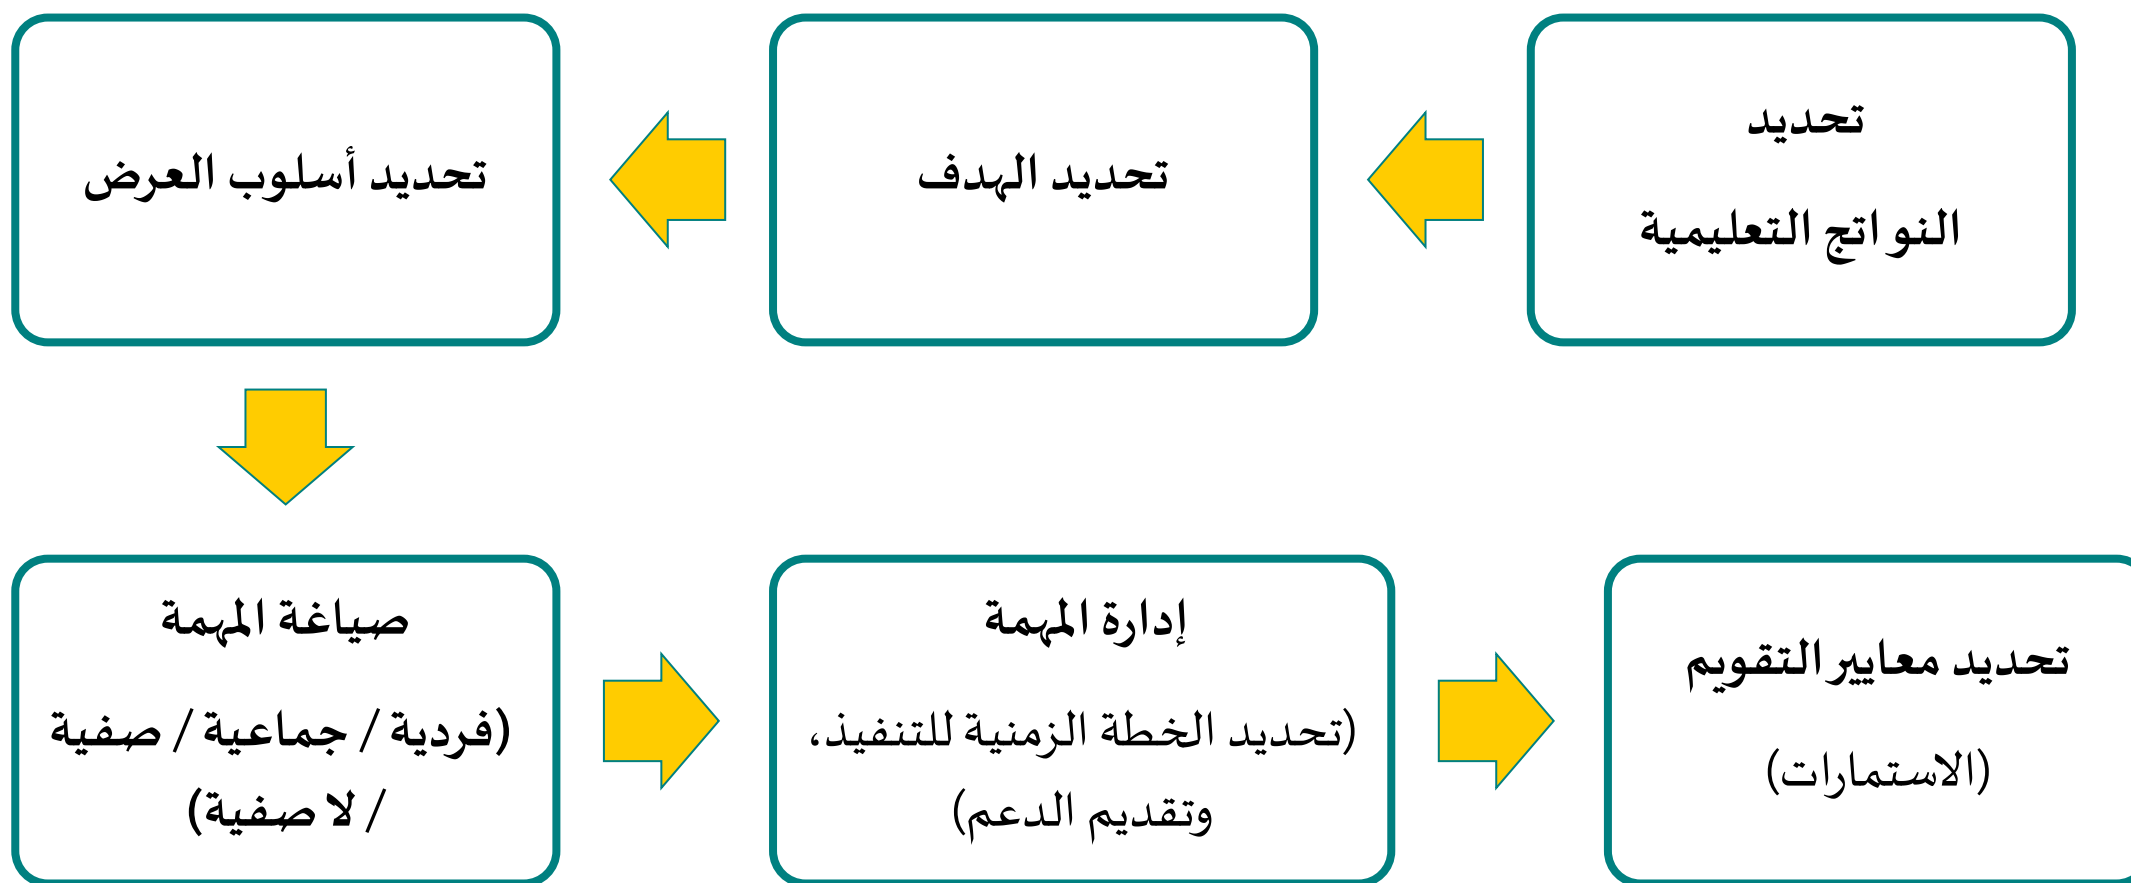 تحديد
النواتج التعليمية
تحديد الهدف
تحديد أسلوب العرض
صياغة المهمة
(فردية / جماعية / صفية
/ لا صفية)
إدارة المهمة
(تحديد الخطة الزمنية للتنفيذ،
وتقديم الدعم)
تحديد معايير التقويم
(الاستمارات)